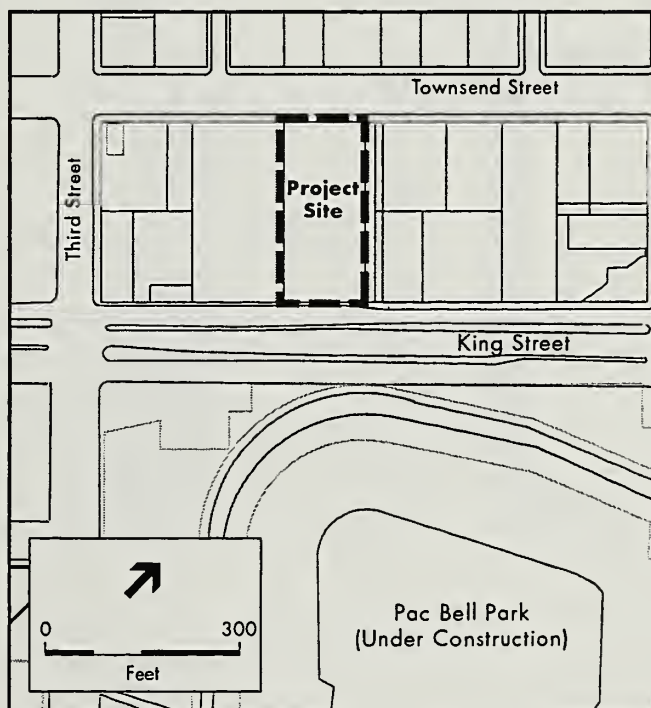 Townsend Street
Third Street
Project
Site
King Street
Pac Bell Park
(Under Construction)
0 300
Feet